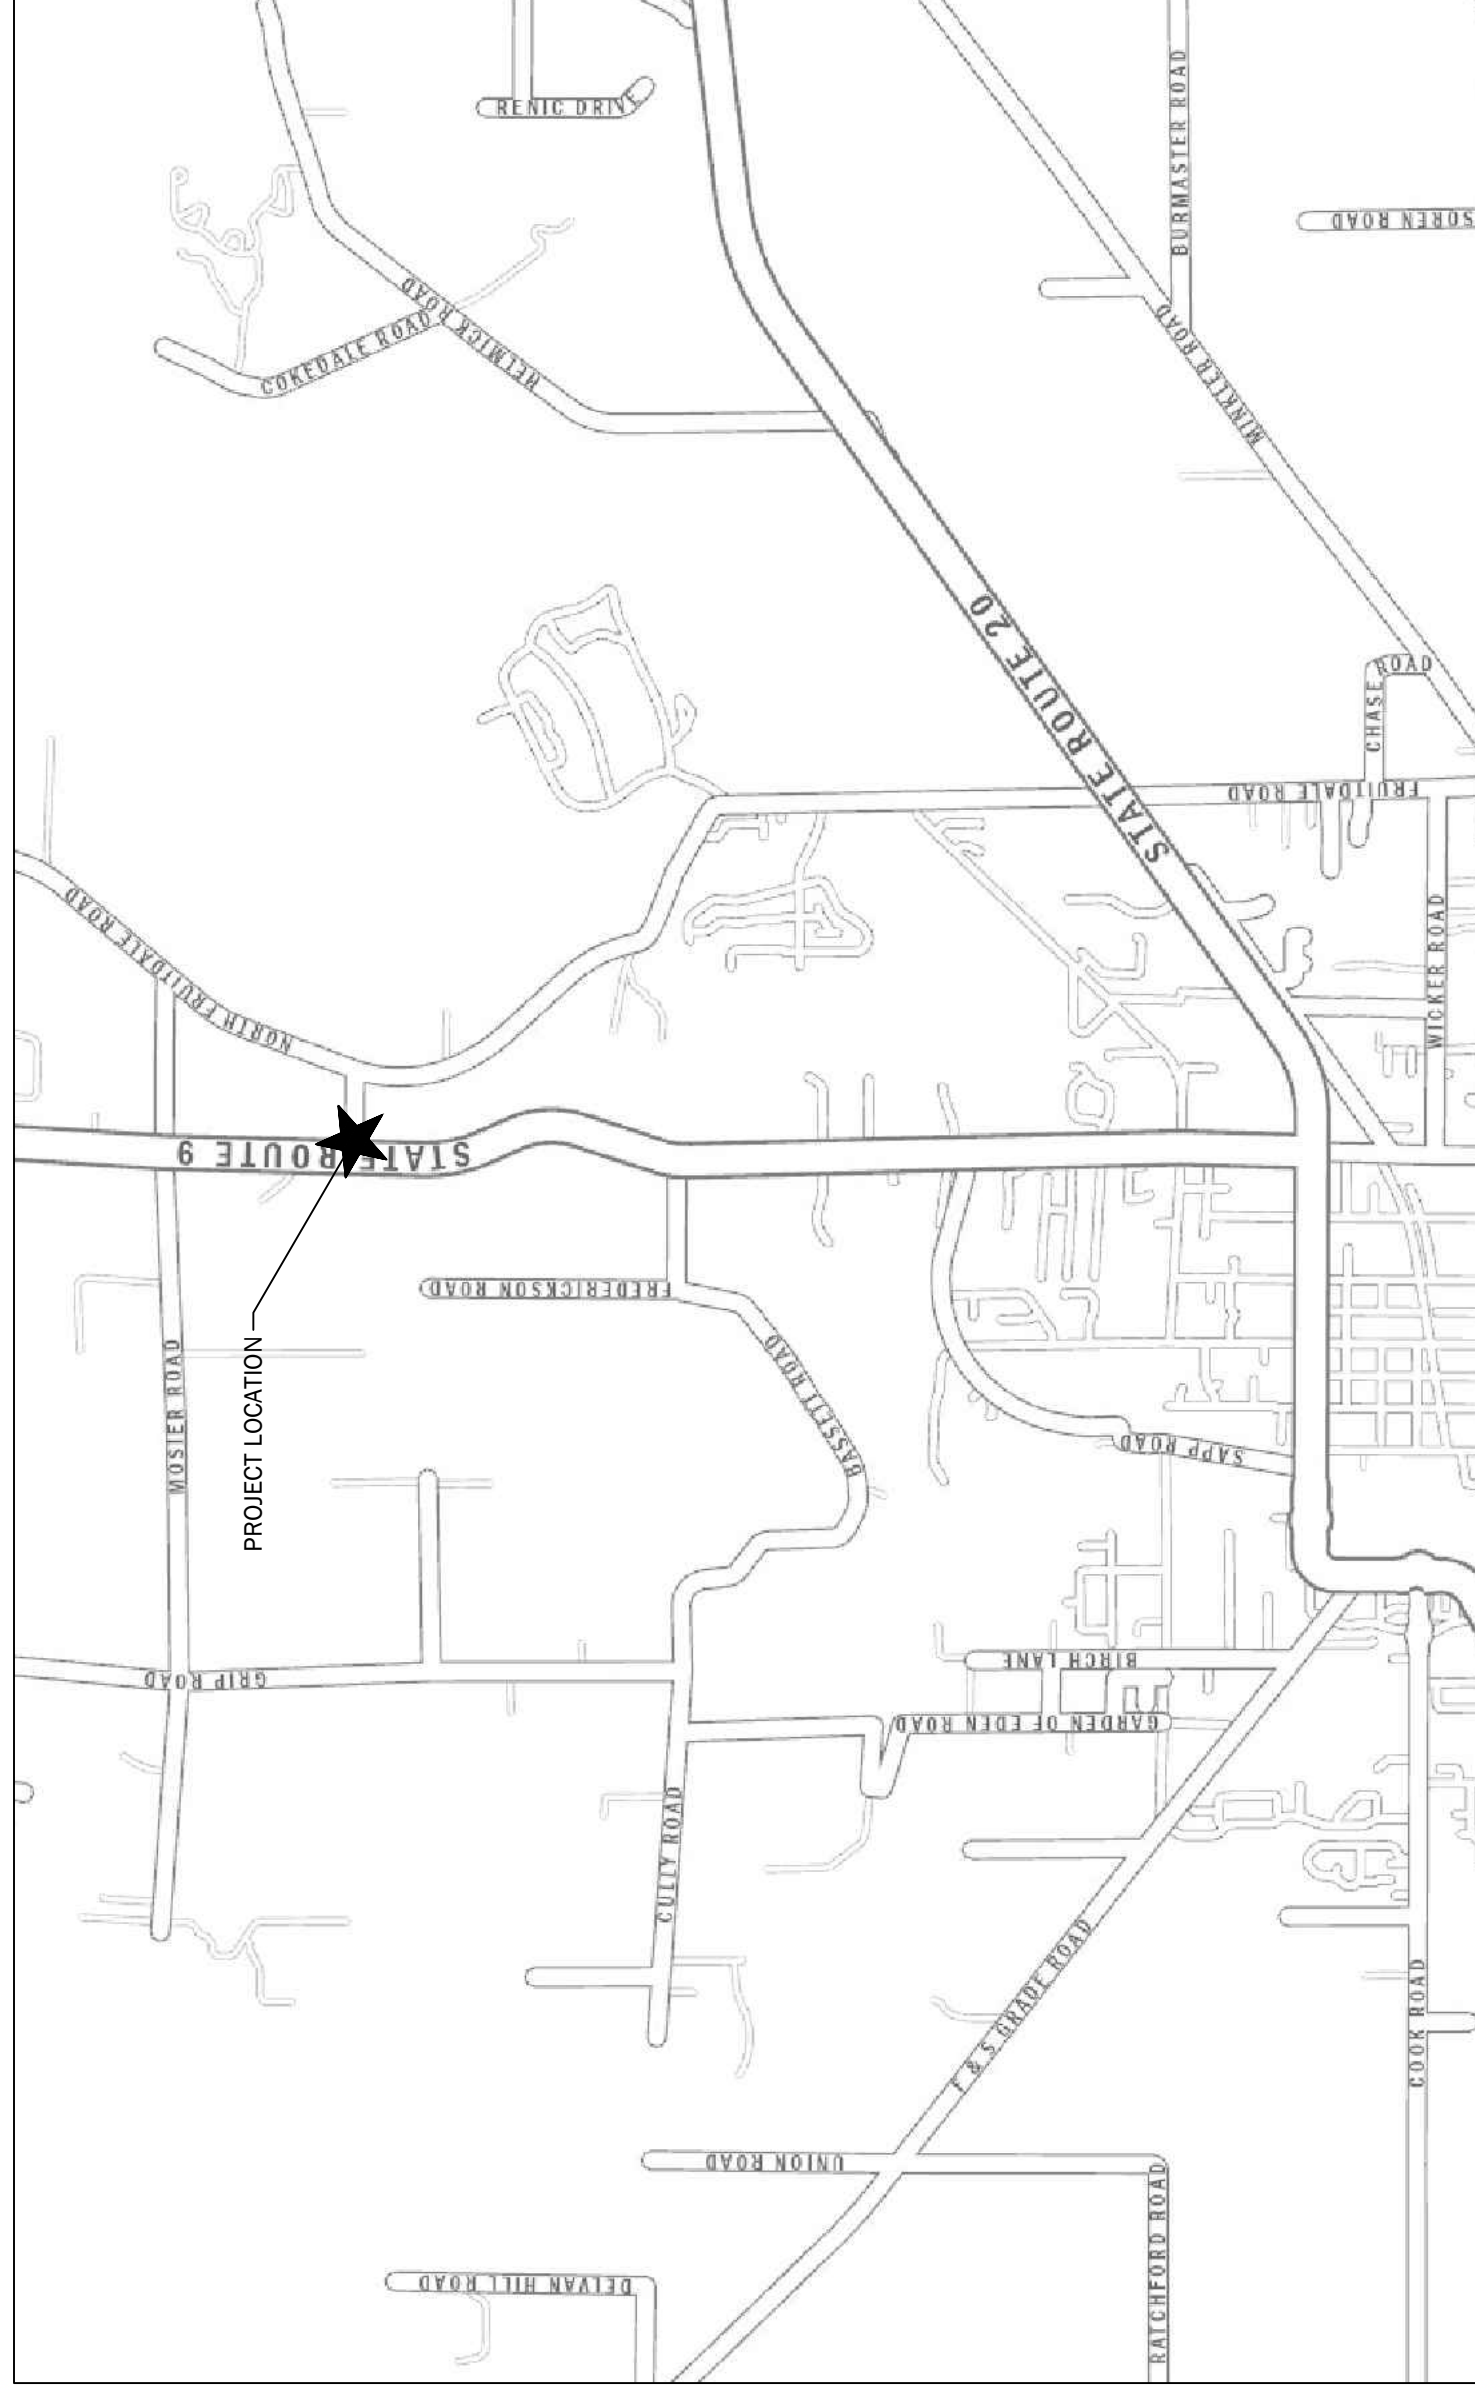 RENIC DRIVE
BURMASTER ROAD
SOREN ROAD
COKEDALE ROAD
HELMICK ROAD
MINKLER ROAD
STATE ROUTE 20
CHASE ROAD
FRUITDALE ROAD
WICKER ROAD
NORTH FRUITDALE ROAD
STATE ROUTE 9
PROJECT LOCATION
FREDERICKSON ROAD
MOSIER ROAD
BASSETT ROAD
SAPP ROAD
GRIP ROAD
BIRCH LANE
GARDEN OF EDEN ROAD
CULLY ROAD
F & S GRADE ROAD
COOK ROAD
UNION ROAD
RATCHFORD ROAD
DELVAN HILL ROAD